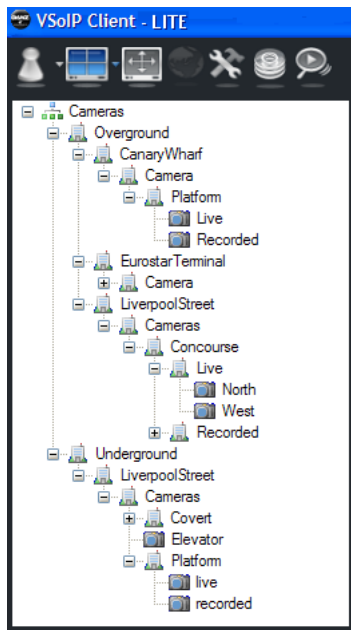 VSoIP Client - LITE
Cameras
Overground
CanaryWharf
Camera
Platform
Live
Recorded
EurostarTerminal
Camera
LiverpoolStreet
Cameras
Concourse
Live
North
West
Recorded
Underground
LiverpoolStreet
Cameras
Covert
Elevator
Platform
live
recorded